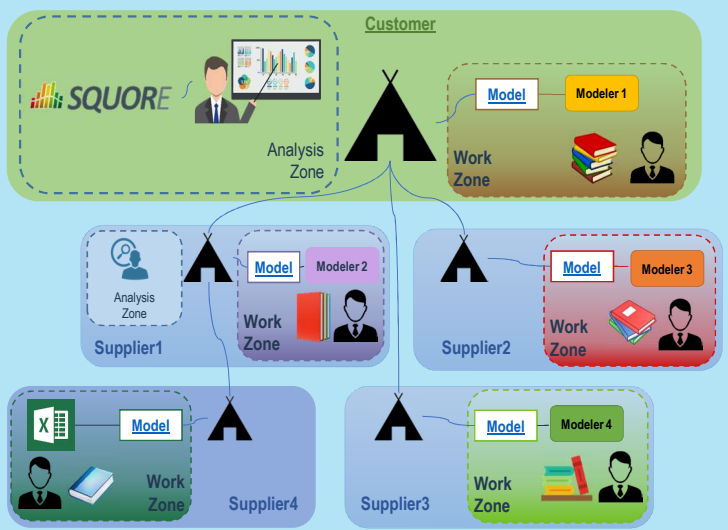 Customer
SQUORE
Analysis
Zone
Model
Modeler 1
Work
Zone
Analysis
Zone
Model
Modeler 2
Work
Zone
Supplier1
Model
Modeler 3
Work
Zone
Supplier2
X
Model
Work
Zone
Supplier4
Model
Modeler 4
Work
Zone
Supplier3